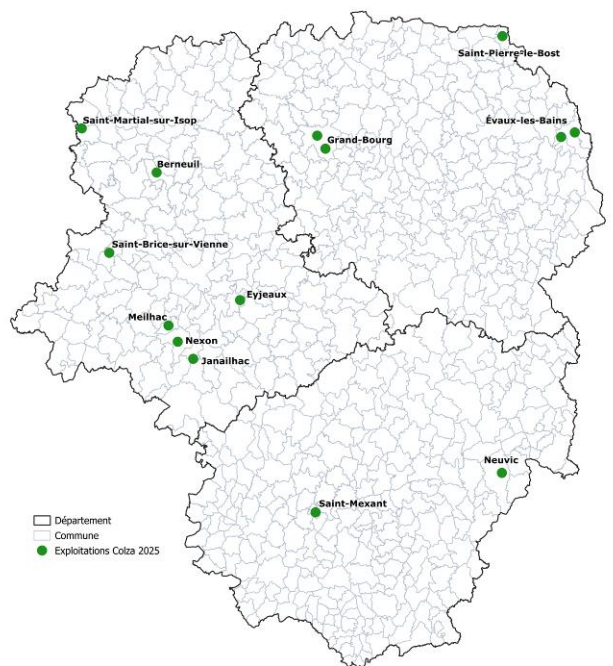 Saint-Pierre-le-Bost
Saint-Martial-sur-Isop
Évaux-les-Bains
Grand-Bourg
Berneuil
Saint-Brice-sur-Vienne
Eyjeaux
Meilhac
Nexon
Janailhac
Neuvic
Saint-Mexant
Département
Commune
Exploitations Colza 2025